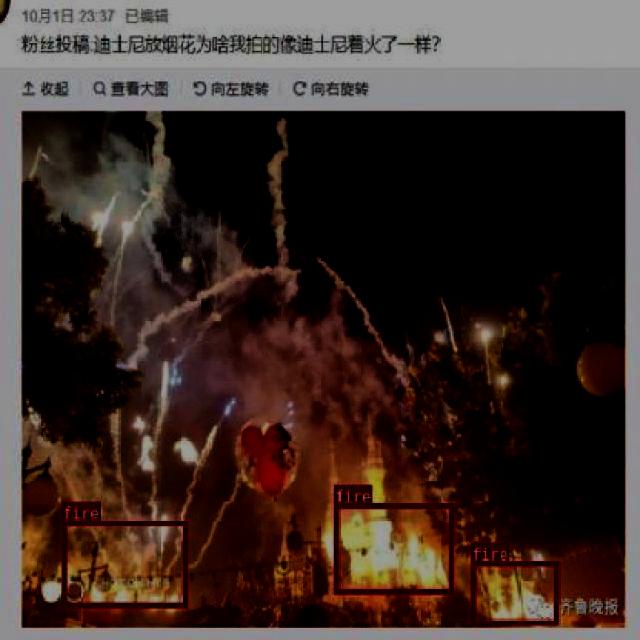 10月1日 23:37 已编辑
粉丝投稿.迪士尼放烟花为啥我拍的像迪士尼着火了一样?
收起 查看大图 向左旋转 向右旋转
fire
fire
fire
齐鲁晚报